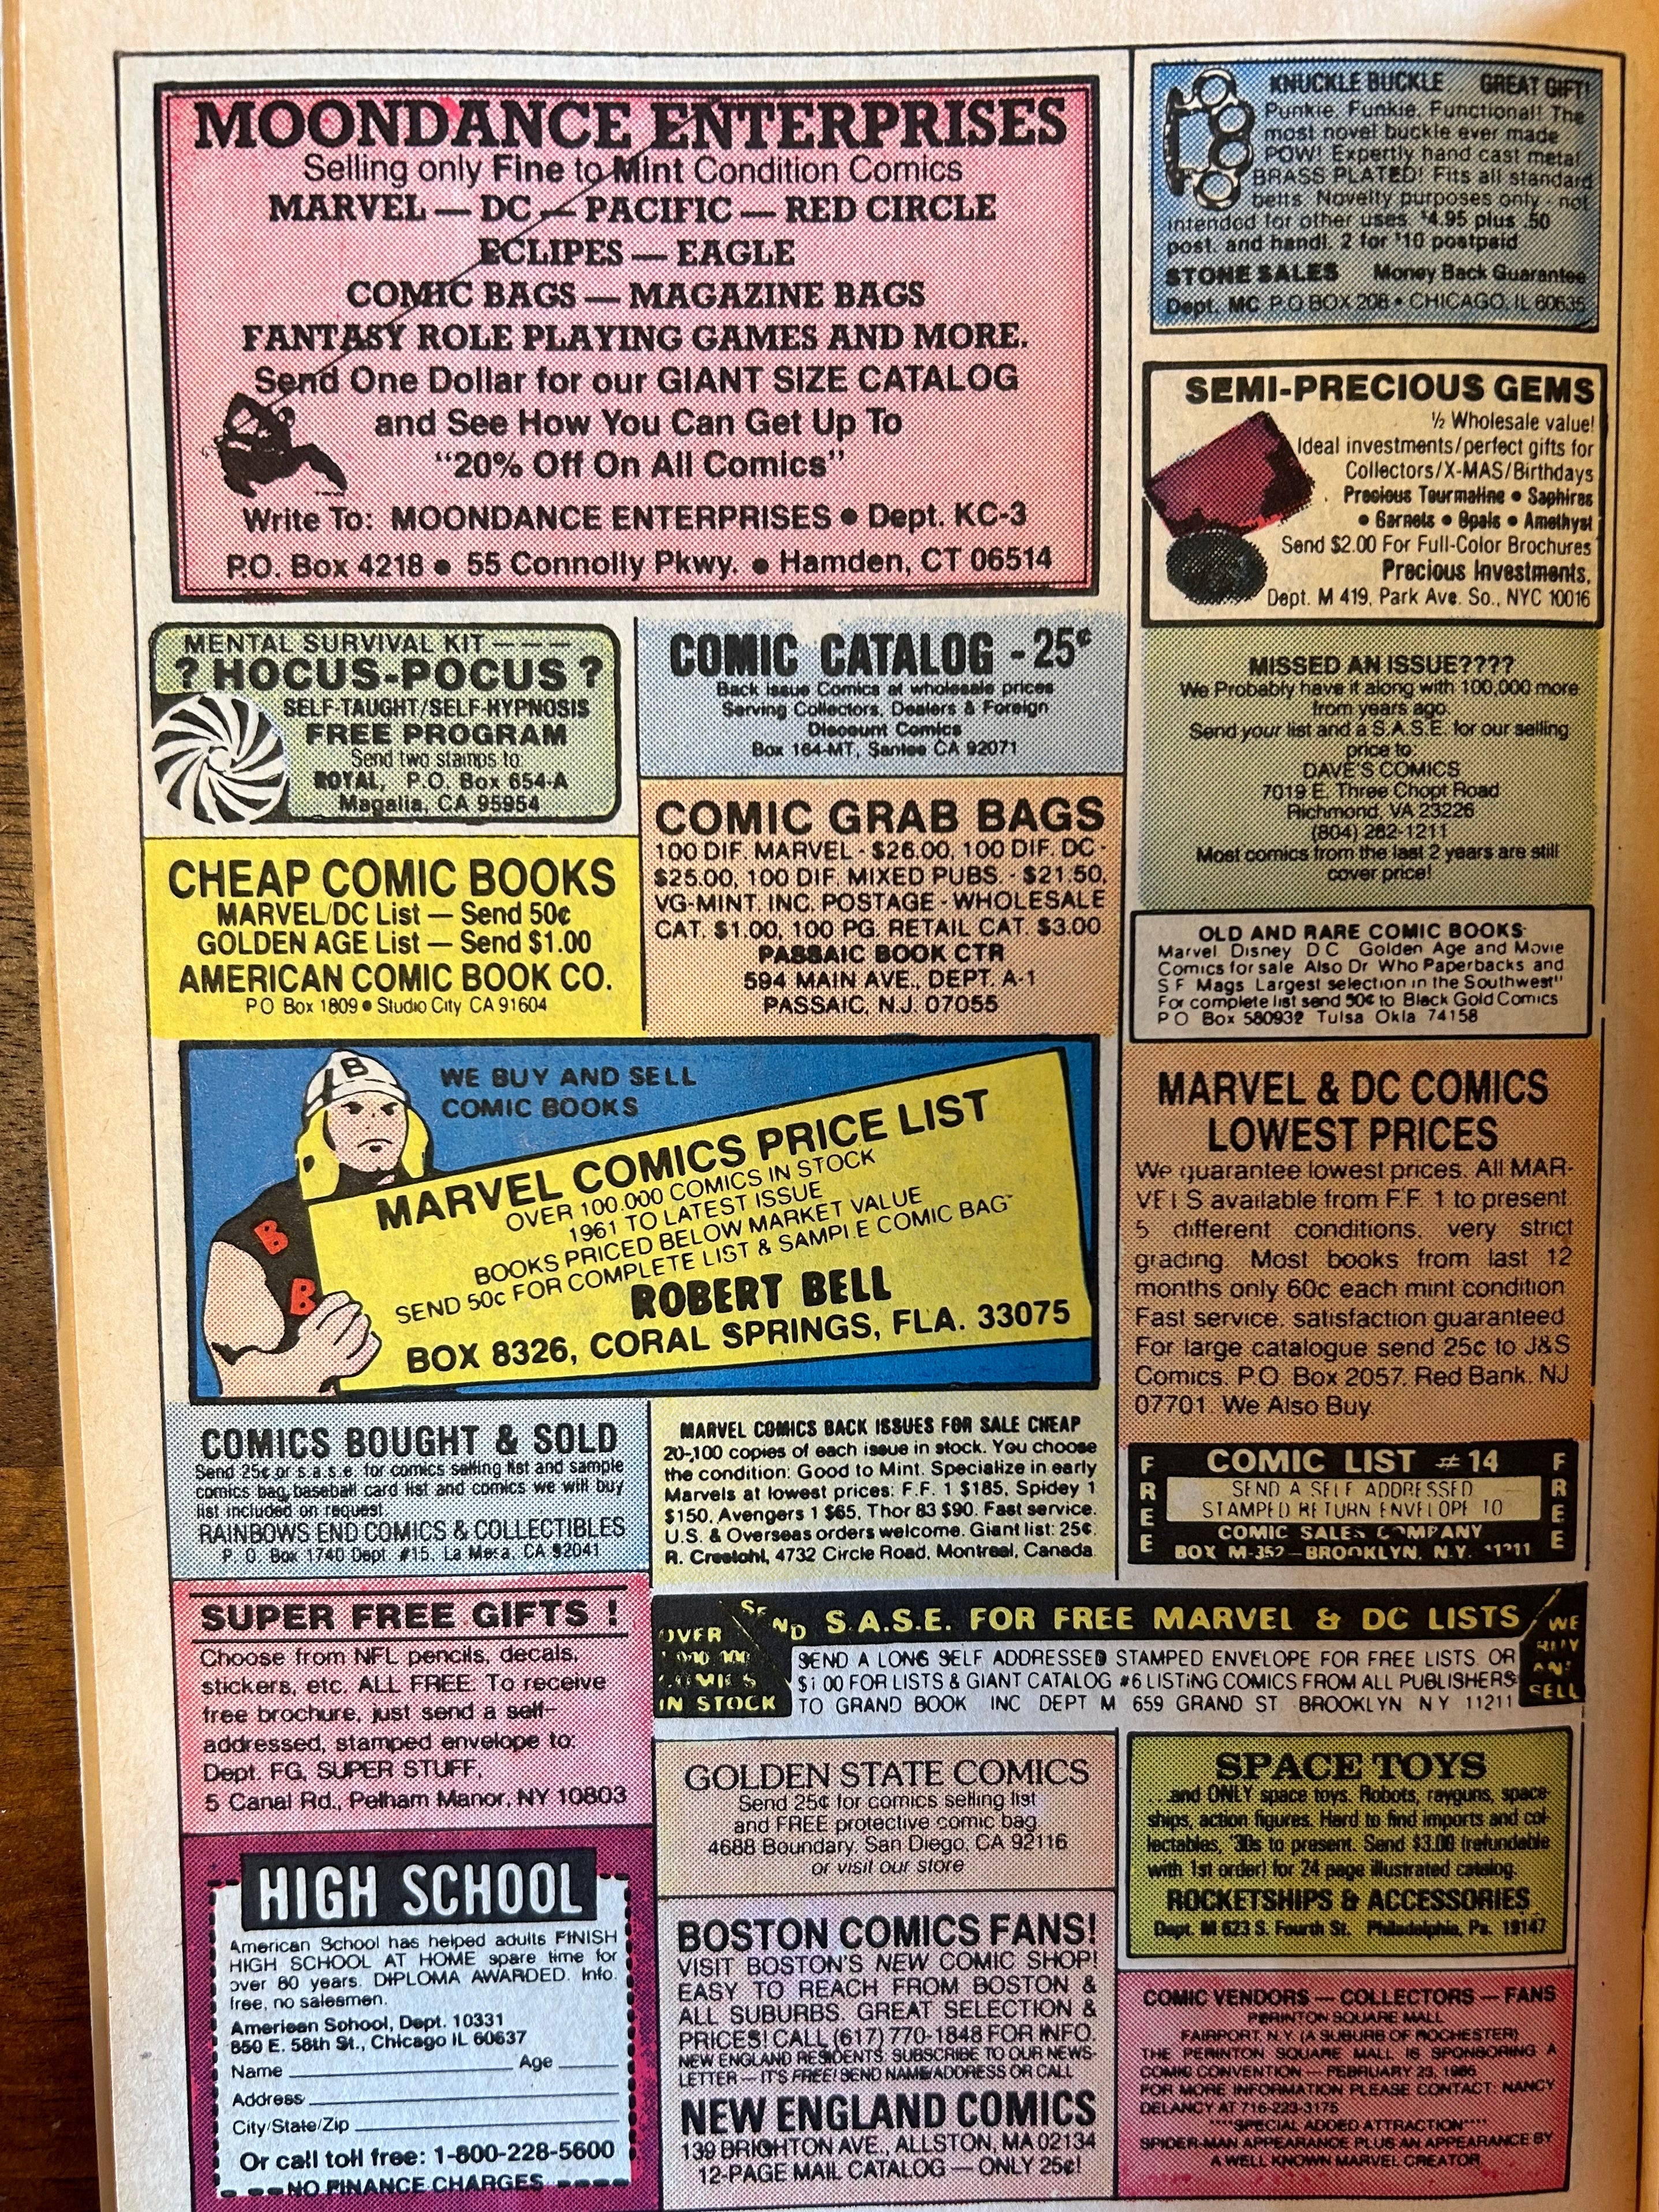 MOONDANCE ENTERPRISES
Selling only Fine to Mint Condition Comics
MARVEL — DC — PACIFIC — RED CIRCLE
ECLIPES — EAGLE
COMIC BAGS — MAGAZINE BAGS
FANTASY ROLE PLAYING GAMES AND MORE.
Send One Dollar for our GIANT SIZE CATALOG
and See How You Can Get Up To
"20% Off On All Comics"
Write To: MOONDANCE ENTERPRISES • Dept. KC-3
P.O. Box 4218 • 55 Connolly Pkwy. • Hamden, CT 06514
KNUCKLE BUCKLE GREAT GIFT!
Punkie, Funkie, Functional! The
most novel buckle ever made
POW! Expertly hand cast metal
BRASS PLATED! Fits all standard
belts. Novelty purposes only - not
intended for other uses. $4.95 plus .50
post. and handl. 2 for $10 postpaid
STONE SALES Money Back Guarantee
Dept. MC P.O BOX 208 • CHICAGO, IL 60635
SEMI-PRECIOUS GEMS
½ Wholesale value!
Ideal investments/perfect gifts for
Collectors/X-MAS/Birthdays
Precious Tourmaline • Saphires
• Garnets • Opals • Amethyst
Send $2.00 For Full-Color Brochures
Precious Investments,
Dept. M 419, Park Ave. So., NYC 10016
MENTAL SURVIVAL KIT — — — —
? HOCUS-POCUS ?
SELF-TAUGHT/SELF-HYPNOSIS
FREE PROGRAM
Send two stamps to:
ROYAL, P.O. Box 654-A
Magalia, CA 95954
COMIC CATALOG - 25¢
Back issue Comics at wholesale prices
Serving Collectors, Dealers & Foreign
Discount Comics
Box 164-MT, Santee CA 92071
MISSED AN ISSUE????
We Probably have it along with 100,000 more
from years ago.
Send your list and a S.A.S.E. for our selling
price to:
DAVE'S COMICS
7019 E. Three Chopt Road
Richmond, VA 23226
(804) 282-1211
Most comics from the last 2 years are still
cover price!
CHEAP COMIC BOOKS
MARVEL/DC List — Send 50¢
GOLDEN AGE List — Send $1.00
AMERICAN COMIC BOOK CO.
P O Box 1809 • Studio City CA 91604
COMIC GRAB BAGS
100 DIF. MARVEL - $26.00, 100 DIF. DC -
$25.00, 100 DIF. MIXED PUBS. - $21.50,
VG-MINT, INC. POSTAGE - WHOLESALE
CAT. $1.00, 100 PG. RETAIL CAT. $3.00
PASSAIC BOOK CTR
594 MAIN AVE., DEPT. A-1
PASSAIC, N.J. 07055
OLD AND RARE COMIC BOOKS
Marvel Disney D C Golden Age and Movie
Comics for sale Also Dr Who Paperbacks and
S F Mags Largest selection in the Southwest"
For complete list send 50¢ to Black Gold Comics
P O Box 580932 Tulsa Okla 74158
B
WE BUY AND SELL
COMIC BOOKS
MARVEL COMICS PRICE LIST
OVER 100.000 COMICS IN STOCK
1961 TO LATEST ISSUE
BOOKS PRICED BELOW MARKET VALUE
SEND 50¢ FOR COMPLETE LIST & SAMPLE COMIC BAG
ROBERT BELL
BOX 8326, CORAL SPRINGS, FLA. 33075
B
B
MARVEL & DC COMICS
LOWEST PRICES
We guarantee lowest prices. All MAR-
VELS available from F.F. 1 to present
5 different conditions. very strict
grading. Most books from last 12
months only 60c each mint condition.
Fast service. satisfaction guaranteed.
For large catalogue send 25c to J&S
Comics. P.O. Box 2057. Red Bank. NJ
07701. We Also Buy.
COMICS BOUGHT & SOLD
Send 25¢ or s.a.s.e. for comics selling list and sample
comics bag,baseball card list and comics we will buy
list included on request.
RAINBOWS END COMICS & COLLECTIBLES
P. O. Box 1740 Dept. #15, La Mesa, CA 92041
MARVEL COMICS BACK ISSUES FOR SALE CHEAP
20-100 copies of each issue in stock. You choose
the condition: Good to Mint. Specialize in early
Marvels at lowest prices: F.F. 1 $185, Spidey 1
$150, Avengers 1 $65, Thor 83 $90. Fast service.
U.S. & Overseas orders welcome. Giant list: 25¢.
R. Crestohl, 4732 Circle Road, Montreal, Canada.
FREE
COMIC LIST #14
SEND A SELF ADDRESSED
STAMPED RETURN ENVELOPE TO
COMIC SALES COMPANY
BOX M-352—BROOKLYN, N.Y. 11211
FREE
SUPER FREE GIFTS !
Choose from NFL pencils, decals,
stickers, etc. ALL FREE. To receive
free brochure, just send a self-
addressed, stamped envelope to:
Dept. FG, SUPER STUFF,
5 Canal Rd., Pelham Manor, NY 10803
SEND S.A.S.E. FOR FREE MARVEL & DC LISTS
OVER
COMICS
IN STOCK
SEND A LONG SELF ADDRESSED STAMPED ENVELOPE FOR FREE LISTS OR
$1 00 FOR LISTS & GIANT CATALOG #6 LISTING COMICS FROM ALL PUBLISHERS
TO GRAND BOOK INC DEPT M 659 GRAND ST BROOKLYN N Y 11211
WE
BUY
AND
SELL
GOLDEN STATE COMICS
Send 25¢ for comics selling list
and FREE protective comic bag
4688 Boundary, San Diego, CA 92116
or visit our store
SPACE TOYS
...and ONLY space toys. Robots, rayguns, space-
ships, action figures. Hard to find imports and col-
lectables, '30s to present. Send $3.00 (refundable
with 1st order) for 24 page illustrated catalog.
ROCKETSHIPS & ACCESSORIES
Dept. M 623 S. Fourth St. Philadelphia, Pa. 19147
HIGH SCHOOL
American School has helped adults FINISH
HIGH SCHOOL AT HOME spare time for
over 80 years. DIPLOMA AWARDED. Info.
free, no salesmen.
American School, Dept. 10331
850 E. 58th St., Chicago IL 60637
Name Age
Address
City/State/Zip
Or call toll free: 1-800-228-5600
NO FINANCE CHARGES
BOSTON COMICS FANS!
VISIT BOSTON'S NEW COMIC SHOP!
EASY TO REACH FROM BOSTON &
ALL SUBURBS. GREAT SELECTION &
PRICES! CALL (617) 770-1848 FOR INFO.
NEW ENGLAND RESIDENTS: SUBSCRIBE TO OUR NEWS-
LETTER — IT'S FREE! SEND NAME/ADDRESS OR CALL
NEW ENGLAND COMICS
139 BRIGHTON AVE., ALLSTON, MA 02134
12-PAGE MAIL CATALOG — ONLY 25¢!
COMIC VENDORS — COLLECTORS — FANS
PERINTON SQUARE MALL
FAIRPORT, N.Y. (A SUBURB OF ROCHESTER)
THE PERINTON SQUARE MALL IS SPONSORING A
COMIC CONVENTION — FEBRUARY 23, 1985
FOR MORE INFORMATION PLEASE CONTACT: NANCY
DELANCY AT 716-223-3175
****SPECIAL ADDED ATTRACTION****
SPIDER-MAN APPEARANCE PLUS AN APPEARANCE BY
A WELL KNOWN MARVEL CREATOR